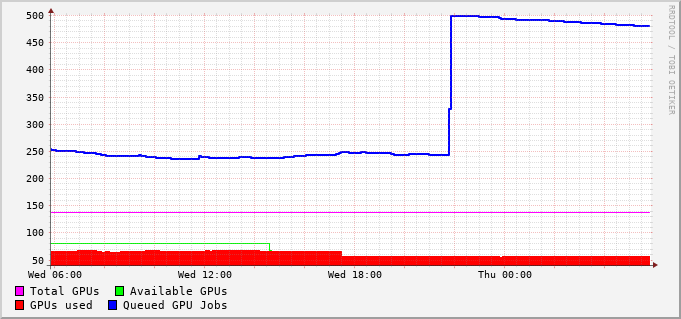 500
450
400
350
300
250
200
150
100
50
Wed 06:00 Wed 12:00 Wed 18:00 Thu 00:00
Total GPUs Available GPUs
GPUs used Queued GPU Jobs
RRDTOOL / TOBI OETIKER